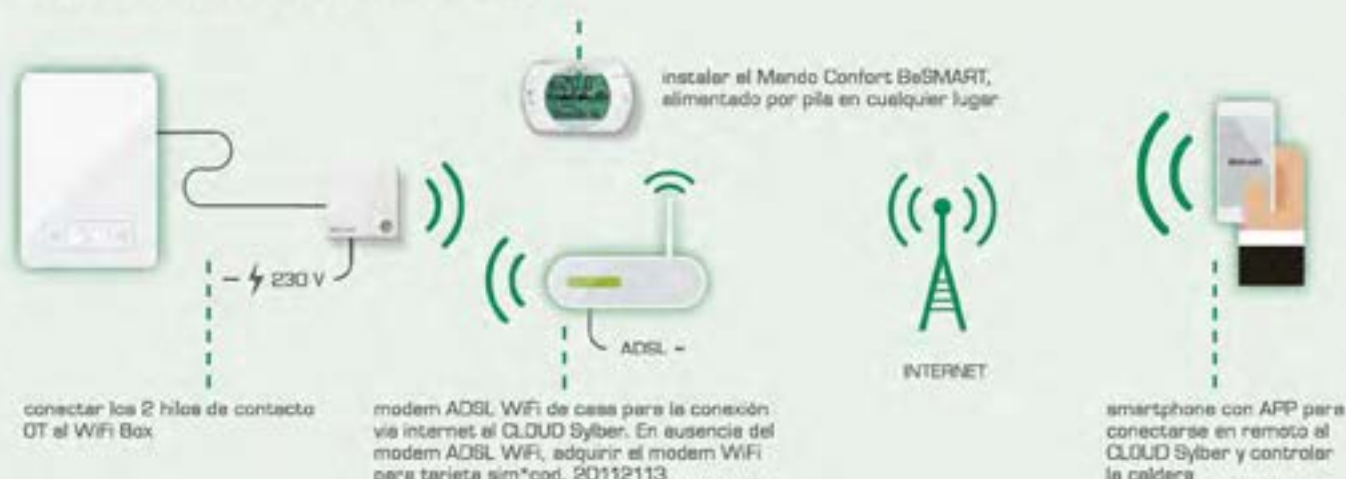 instalar el Mando Confort BeSMART,
alimentado por pila en cualquier lugar
230 V
ADSL
INTERNET
conectar los 2 hilos de contacto
OT al WiFi Box
modem ADSL WiFi de casa para la conexión
via internet al CLOUD Sylber. En ausencia del
modem ADSL WiFi, adquirir el modem WiFi
para tarjeta sim*cod. 20112113
smartphone con APP para
conectarse en remoto al
CLOUD Sylber y controlar
la caldera